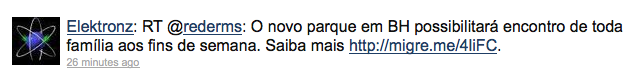 Elektronz: RT @rederms: O novo parque em BH possibilitará encontro de toda
família aos fins de semana. Saiba mais http://migre.me/4liFC.
26 minutes ago